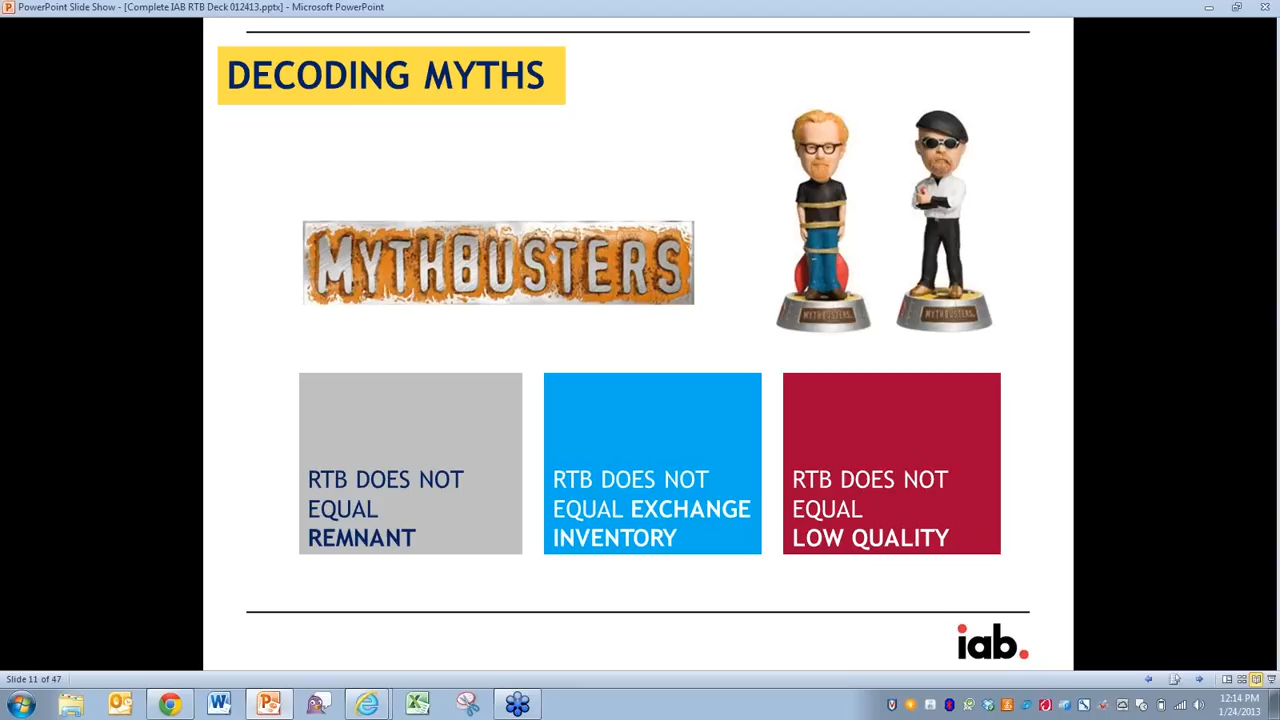 PowerPoint Slide Show - [Complete IAB RTB Deck 012413.pptx] - Microsoft PowerPoint
DECODING MYTHS
MYTHBUSTERS
MYTHBUSTERS
MYTHBUSTERS
RTB DOES NOT
EQUAL
REMNANT
RTB DOES NOT
EQUAL EXCHANGE
INVENTORY
RTB DOES NOT
EQUAL
LOW QUALITY
iab.
Slide 11 of 47
12:14 PM
1/24/2013